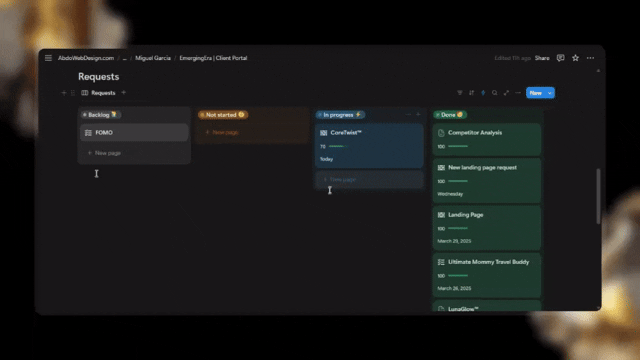 AbdoWebDesign.com / ... / Miguel Garcia / EmergingEra | Client Portal
Edited 11h ago Share
Requests
Requests
New
Backlog
FOMO
+ New page
Not started
+ New page
In progress
CoreTwist™
70
Today
+ New page
Done
Competitor Analysis
100
New landing page request
100
Wednesday
Landing Page
100
March 29, 2025
Ultimate Mommy Travel Buddy
100
March 26, 2025
LunaGlow™